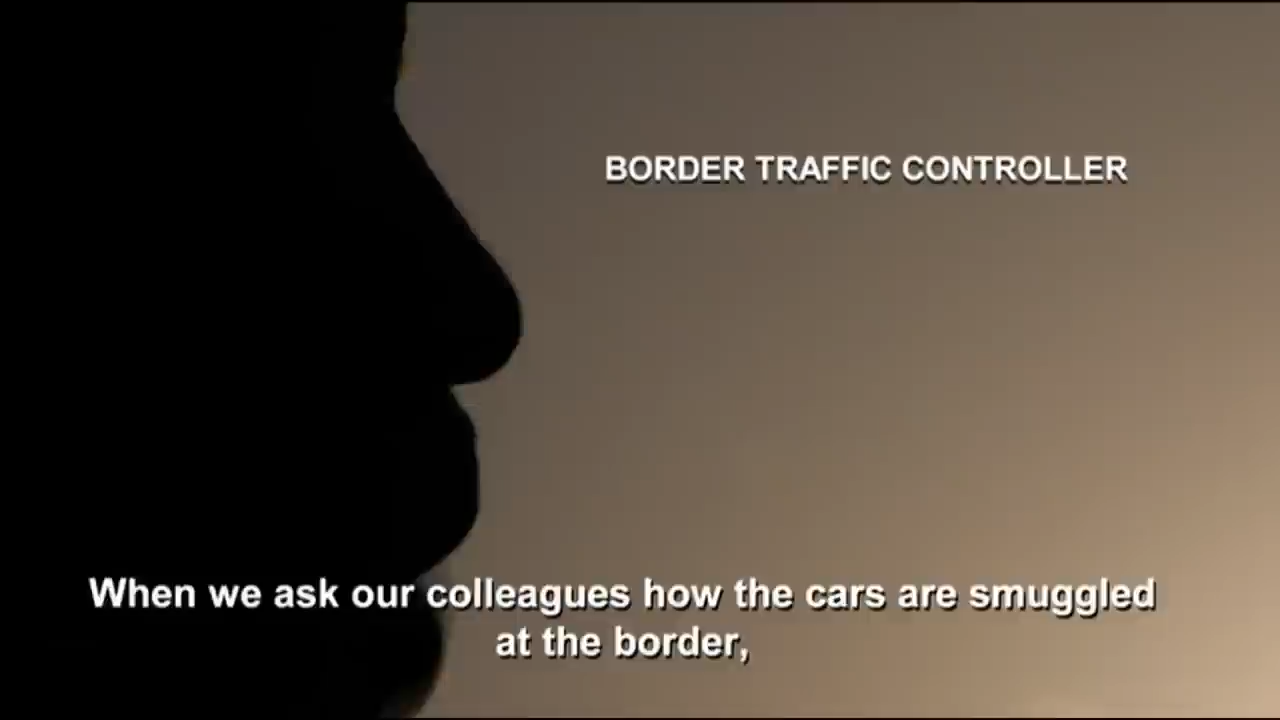 BORDER TRAFFIC CONTROLLER
When we ask our colleagues how the cars are smuggled
at the border,